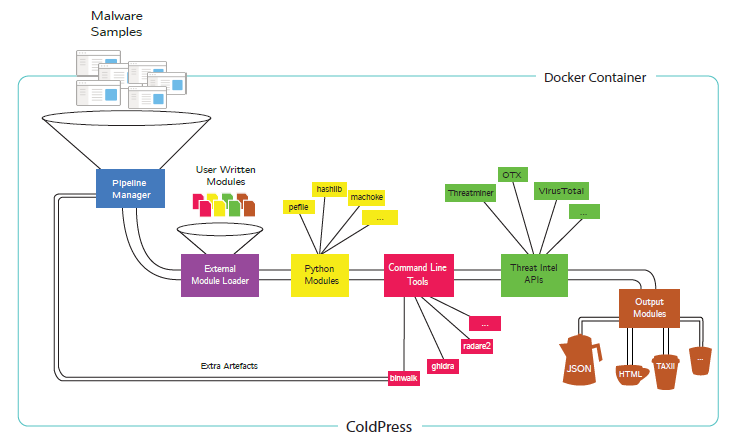 Malware
Samples
Docker Container
Pipeline
Manager
User Written
Modules
hashlib
pefile
machoke
...
OTX
Threatminer
VirusTotal
...
External
Module Loader
Python
Modules
Command Line
Tools
Threat Intel
APIs
Output
Modules
...
radare2
ghidra
binwalk
Extra Artefacts
JSON
HTML
TAXII
...
ColdPress